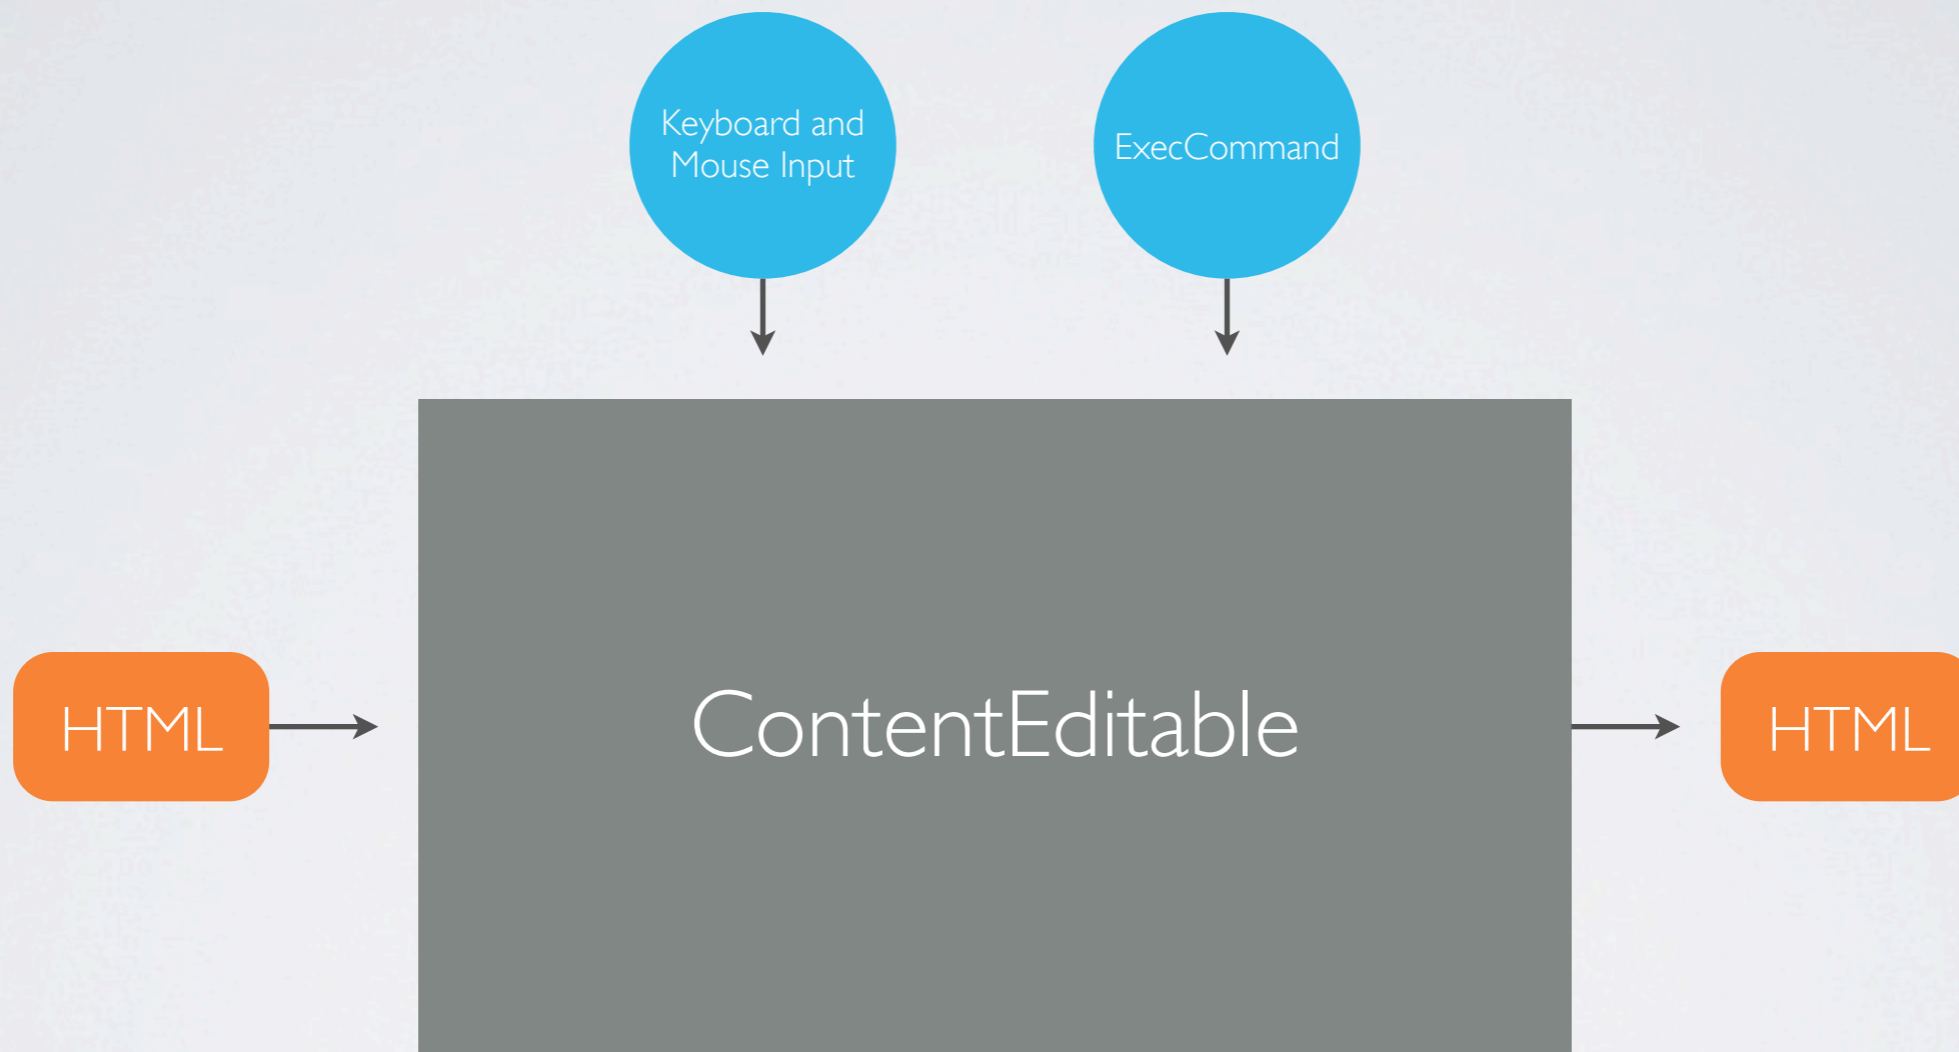 Keyboard and
Mouse Input
ExecCommand
HTML
ContentEditable
HTML